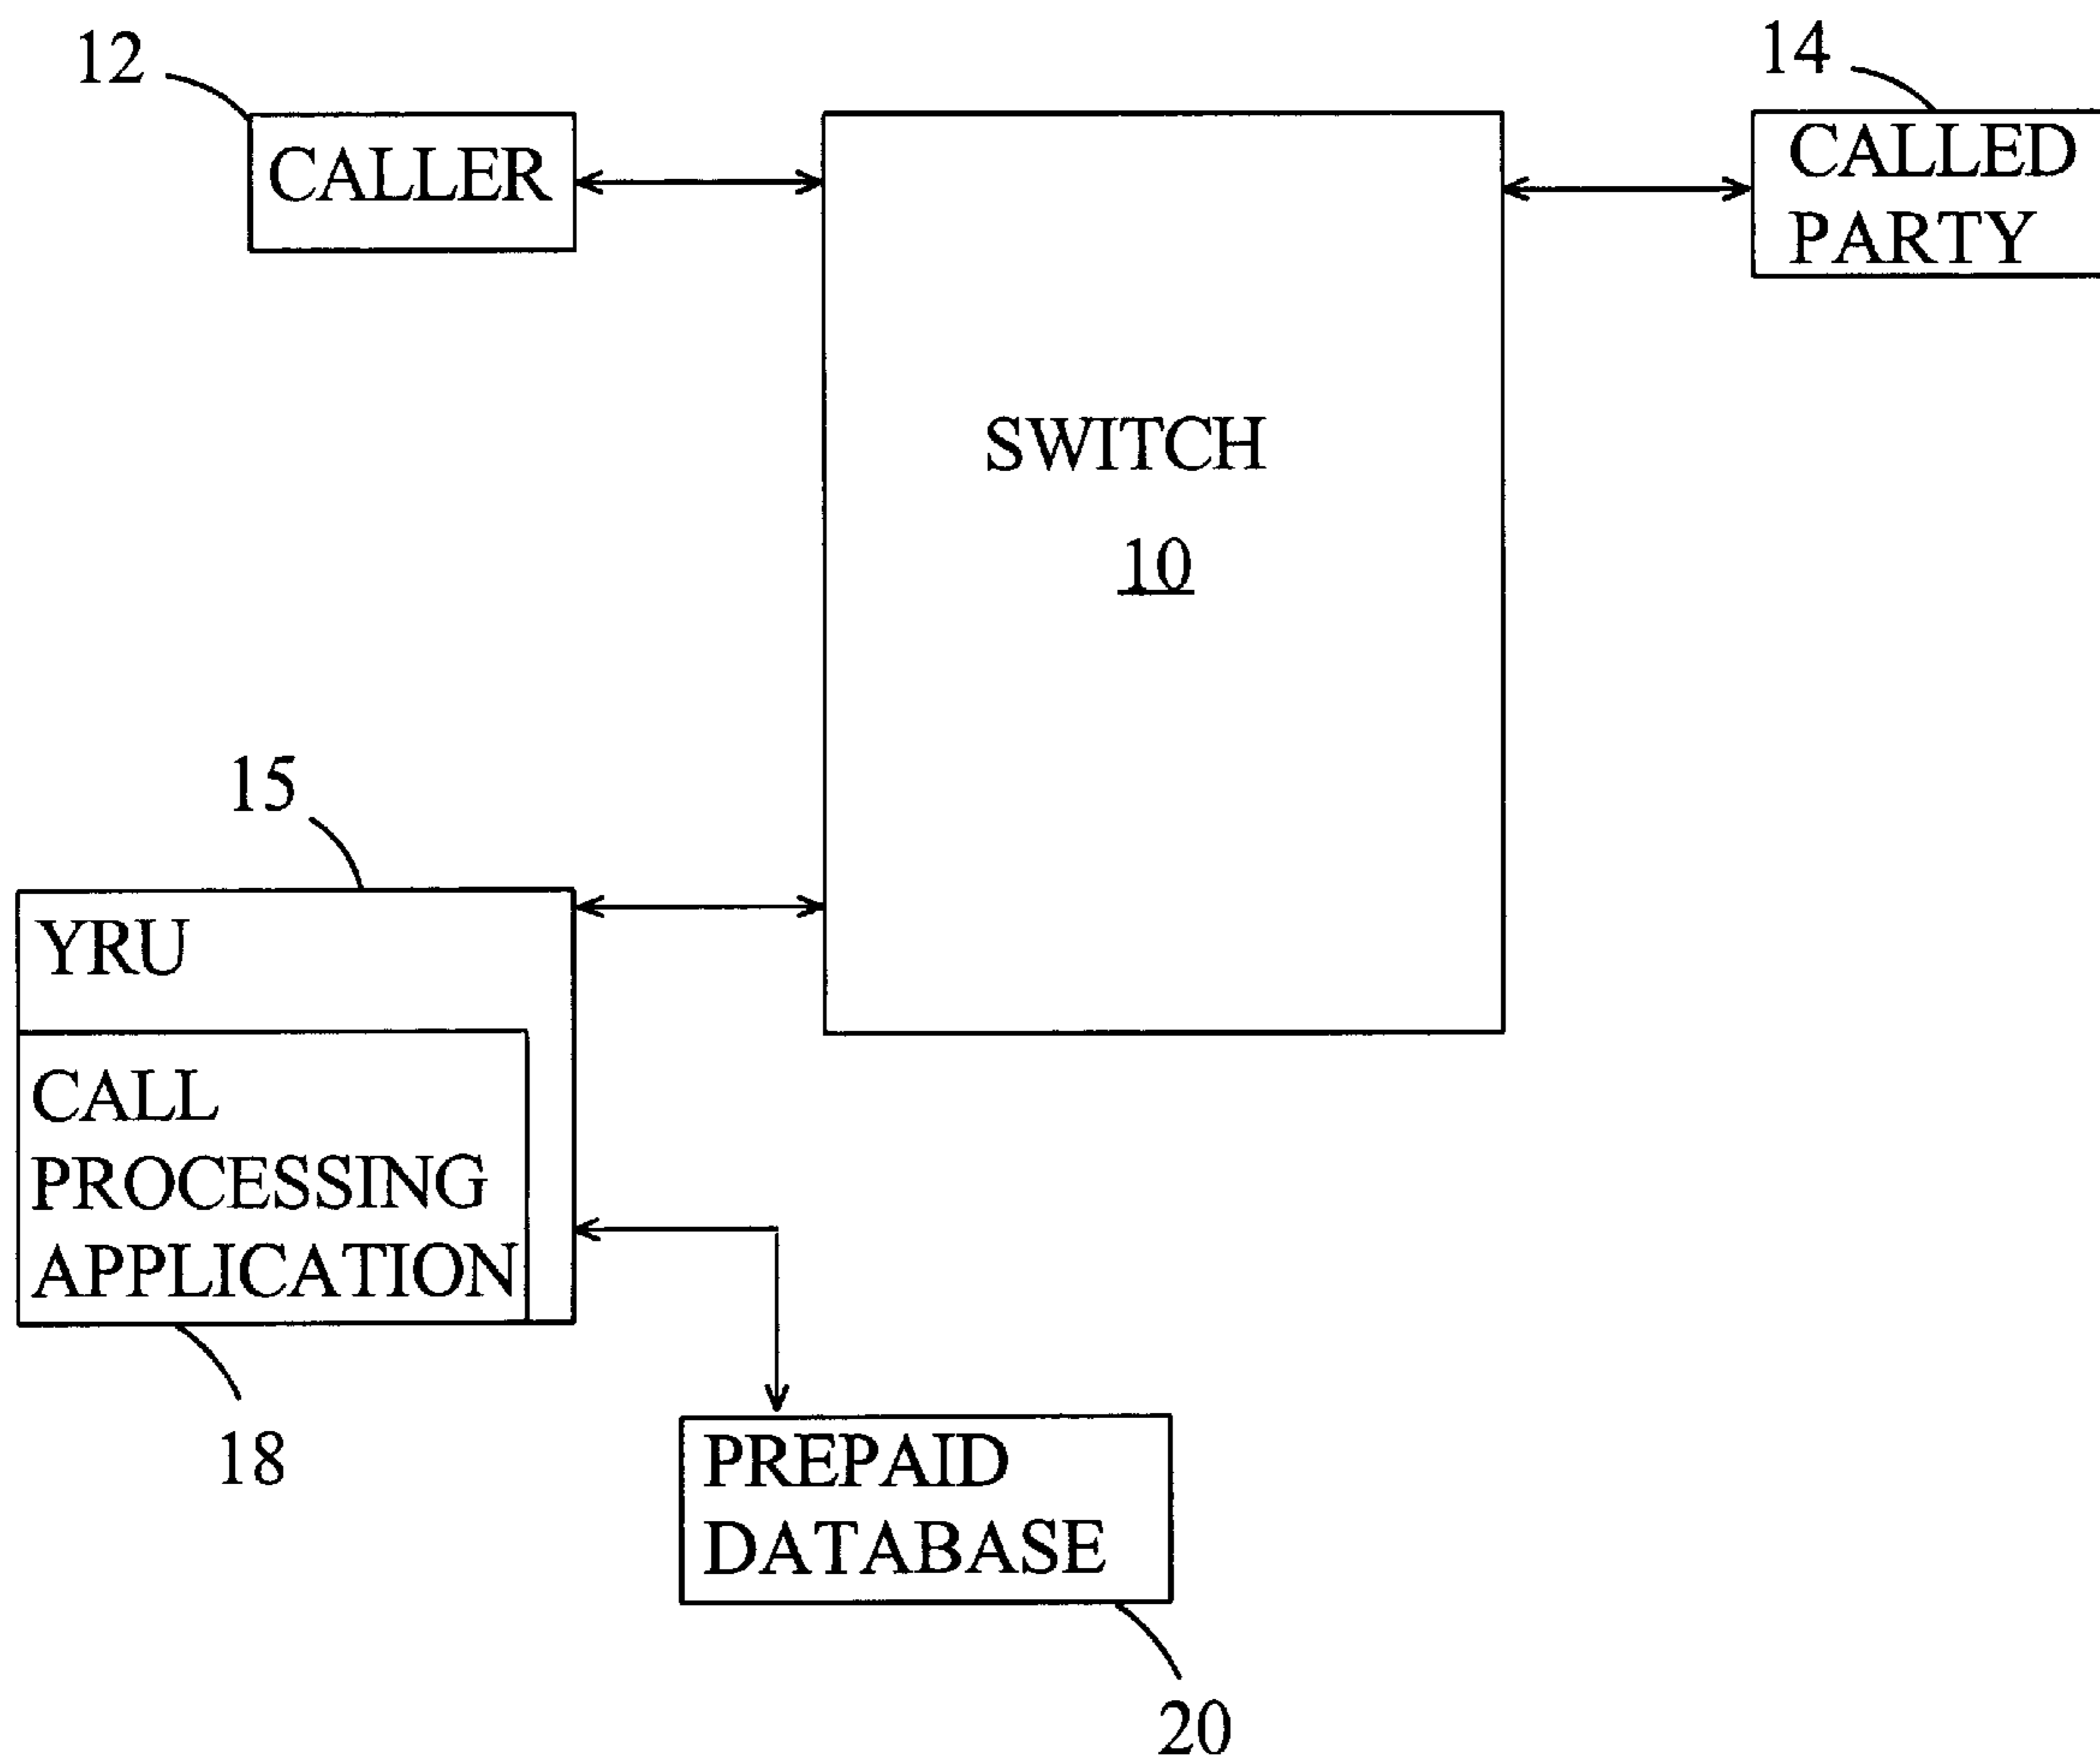 12
CALLER
14
CALLED
PARTY
SWITCH
10
15
YRU
CALL
PROCESSING
APPLICATION
18
PREPAID
DATABASE
20